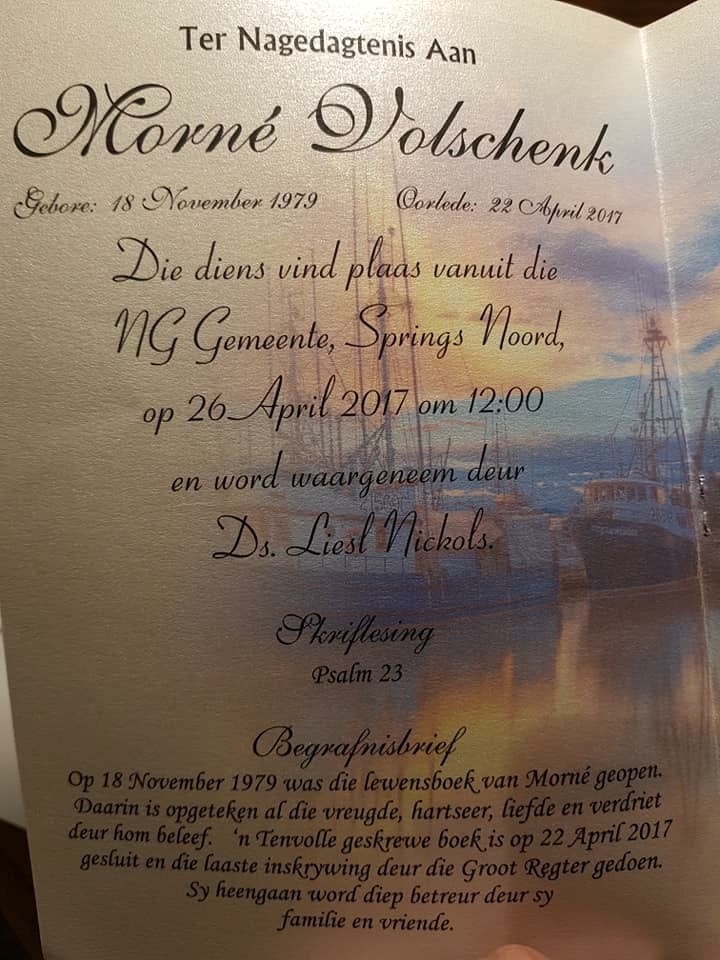 Ter Nagedagtenis Aan
Morné Volschenk
Gebore: 18 November 1979 Oorlede: 22 April 2017
Die diens vind plaas vanuit die
NG Gemeente, Springs Noord,
op 26 April 2017 om 12:00
en word waargeneem deur
Ds. Liesl Nickols.
Skriflesing
Psalm 23
Begrafnisbrief
Op 18 November 1979 was die lewensboek van Morné geopen.
Daarin is opgeteken al die vreugde, hartseer, liefde en verdriet
deur hom beleef. 'n Tenvolle geskrewe boek is op 22 April 2017
gesluit en die laaste inskrywing deur die Groot Regter gedoen.
Sy heengaan word diep betreur deur sy
familie en vriende.